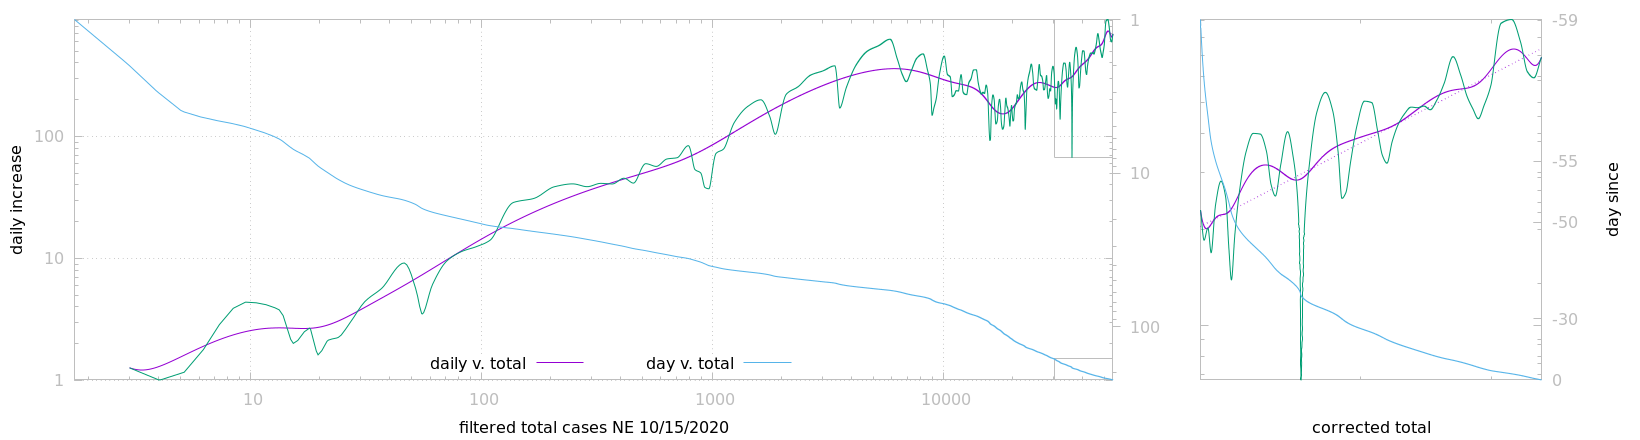 1
-59
100
10
-55
-50
10
100
-30
1
0
daily v. total
day v. total
10
100
1000
10000
daily increase
day since
filtered total cases NE 10/15/2020
corrected total